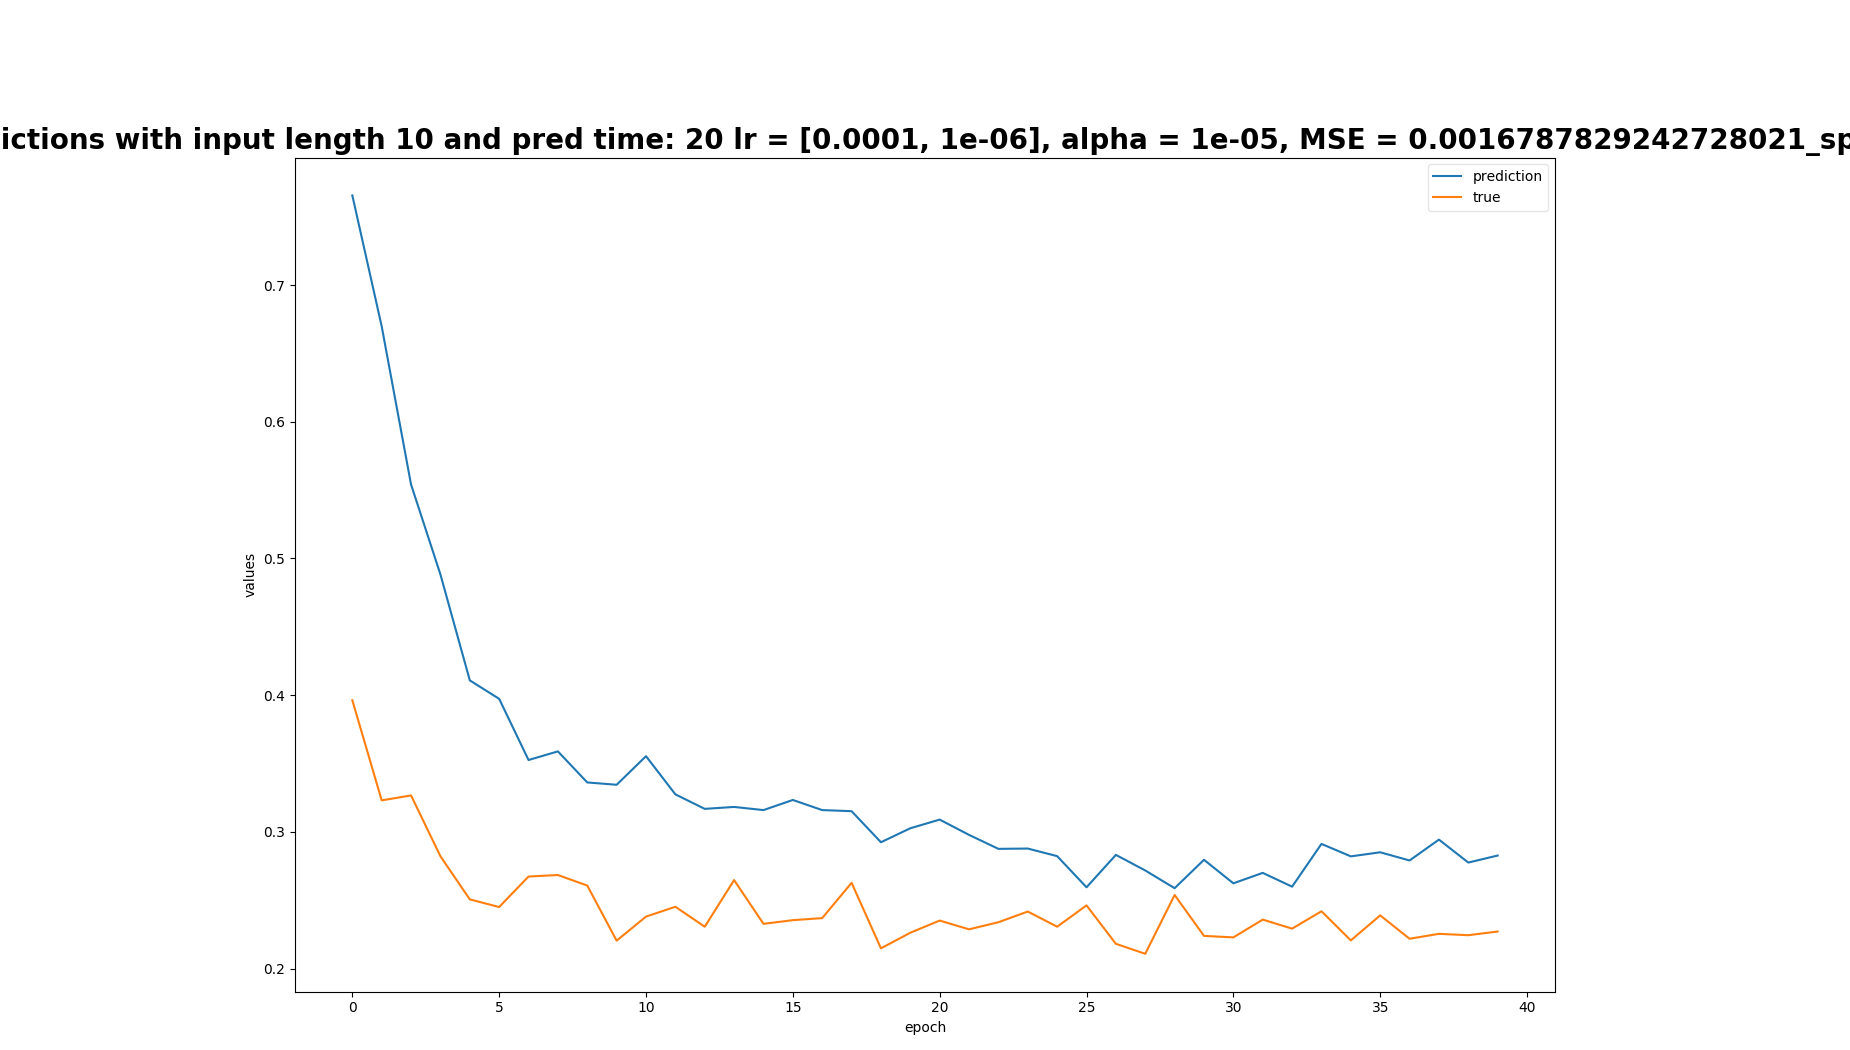 ictions with input length 10 and pred time: 20 lr = [0.0001, 1e-06], alpha = 1e-05, MSE = 0.0016787829242728021_sp
prediction
true
0.7
0.6
0.5
0.4
0.3
0.2
values
0 5 10 15 20 25 30 35 40
epoch